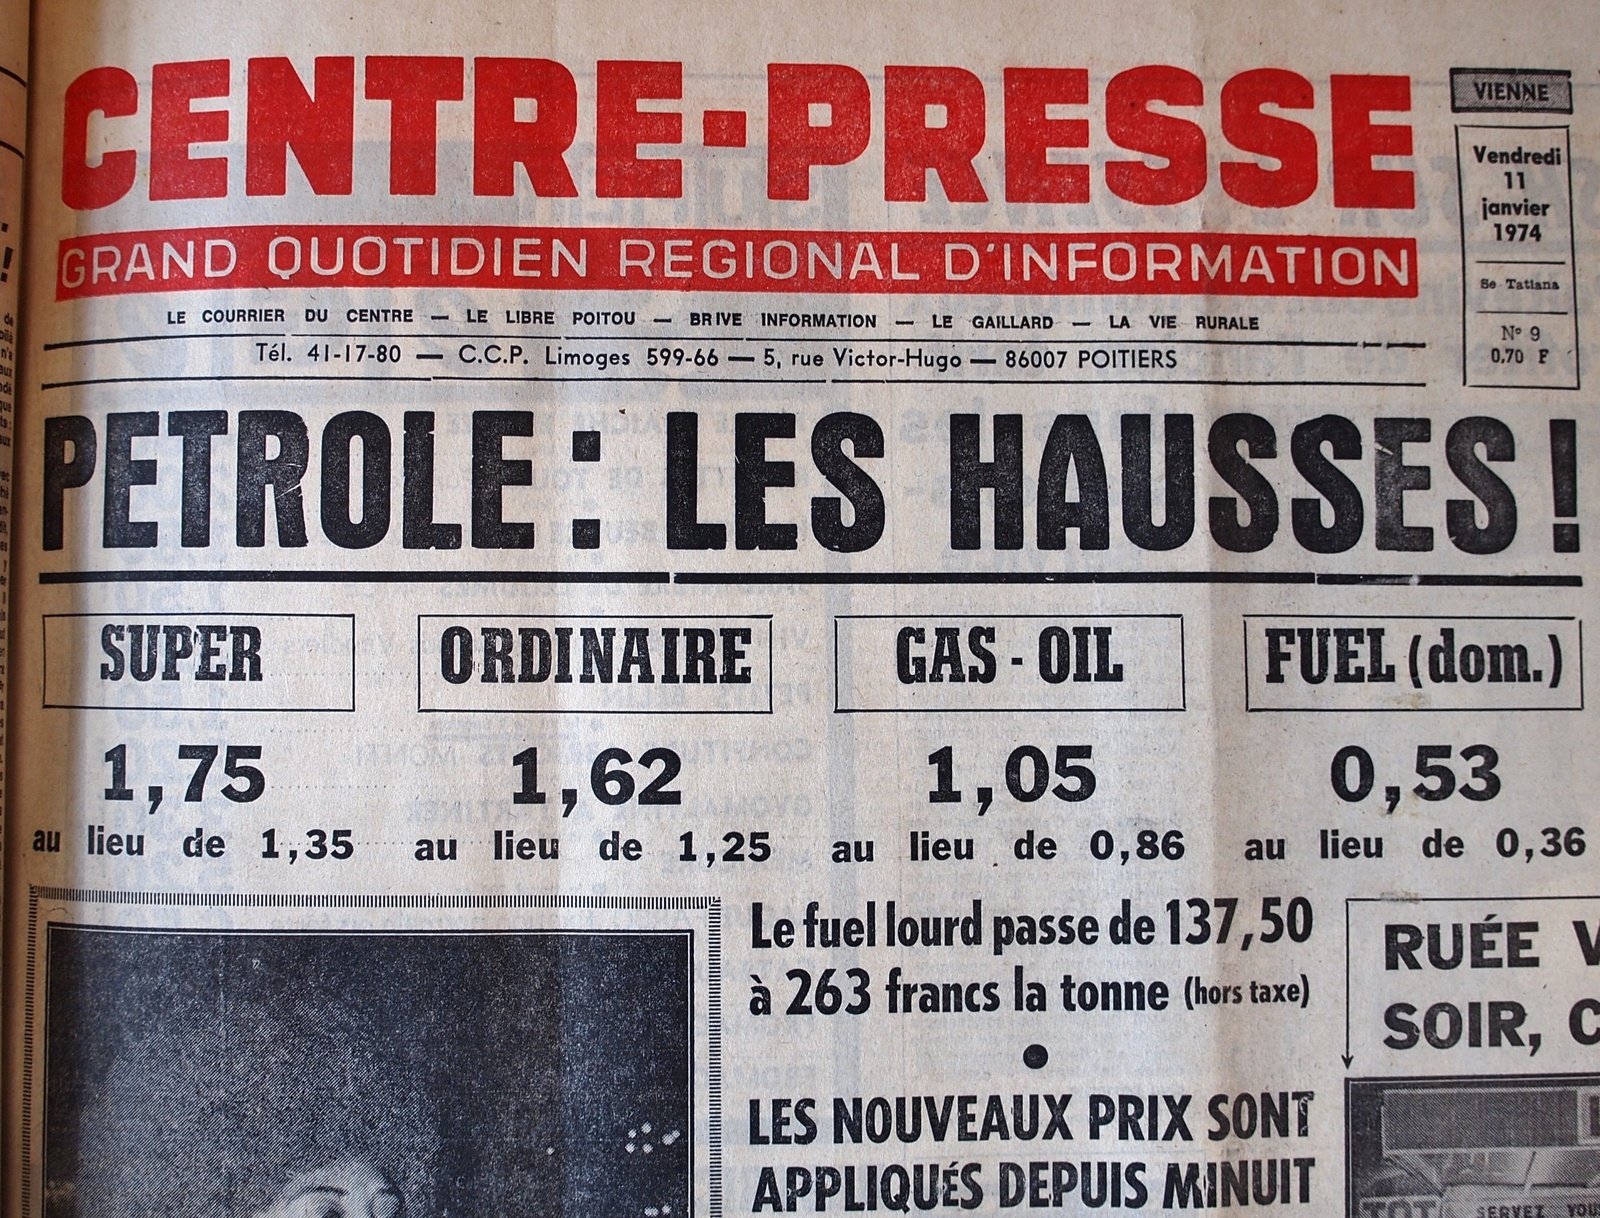 CENTRE-PRESSE
GRAND QUOTIDIEN REGIONAL D'INFORMATION
LE COURRIER DU CENTRE — LE LIBRE POITOU — BRIVE INFORMATION — LE GAILLARD — LA VIE RURALE
Tél. 41-17-80 — C.C.P. Limoges 599-66 — 5, rue Victor-Hugo — 86007 POITIERS
VIENNE
Vendredi
11
janvier
1974
Se Tatiana
N° 9
0,70 F
PETROLE : LES HAUSSES !
SUPER
1,75
au lieu de 1,35
ORDINAIRE
1,62
au lieu de 1,25
GAS-OIL
1,05
au lieu de 0,86
FUEL (dom.)
0,53
au lieu de 0,36
Le fuel lourd passe de 137,50
à 263 francs la tonne (hors taxe)
LES NOUVEAUX PRIX SONT
APPLIQUÉS DEPUIS MINUIT
RUÉE V
SOIR, C
TOT
SERVEZ VOUS